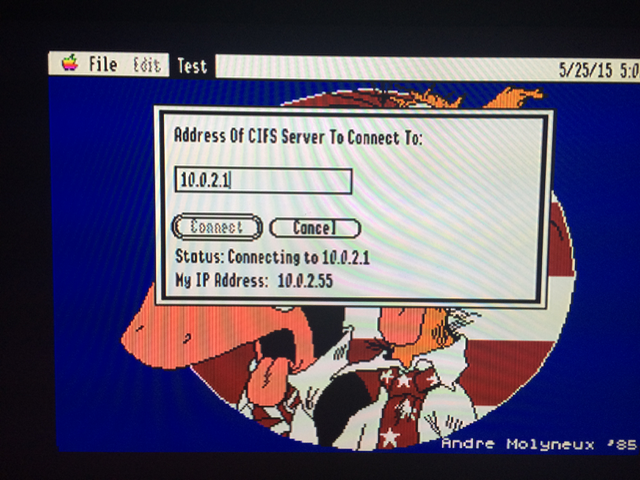 File Edit Test 5/25/15 5:0
Address Of CIFS Server To Connect To:
10.0.2.1
Connect Cancel
Status: Connecting to 10.0.2.1
My IP Address: 10.0.2.55
Andre Molyneux '85